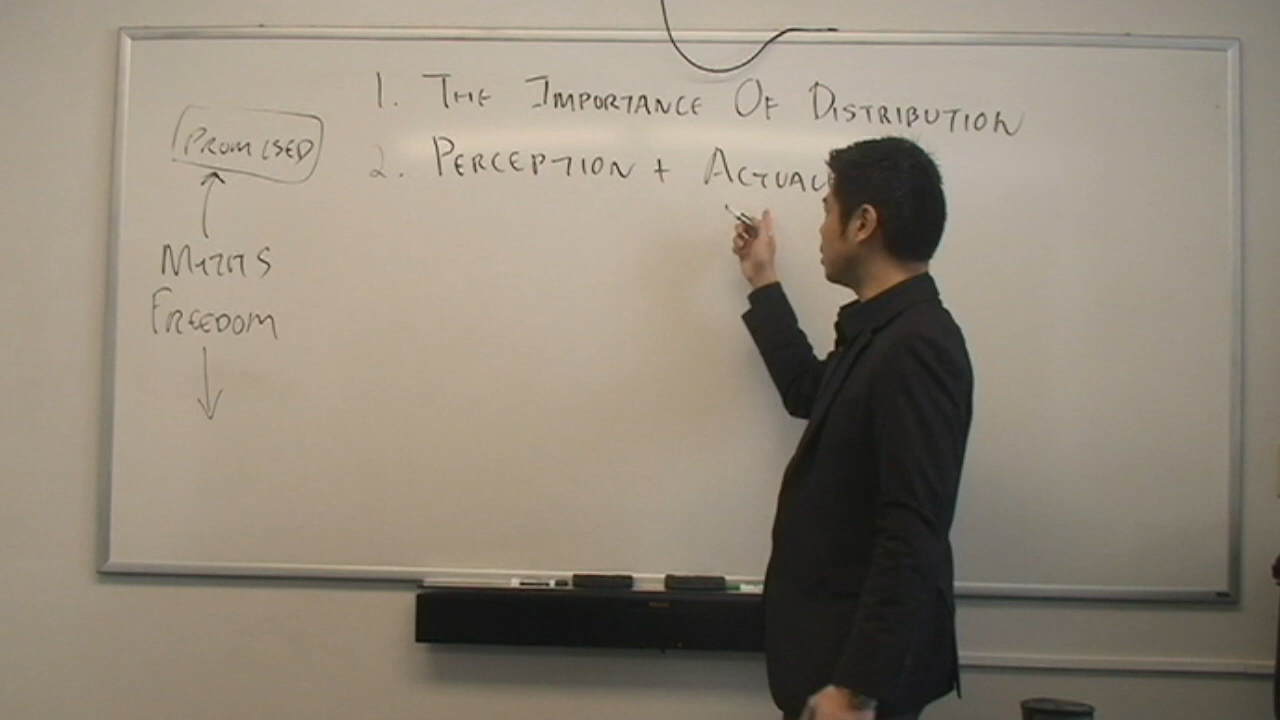 1. THE IMPORTANCE OF DISTRIBUTION
2. PERCEPTION + ACTUAL
PROMISED
FREEDOM